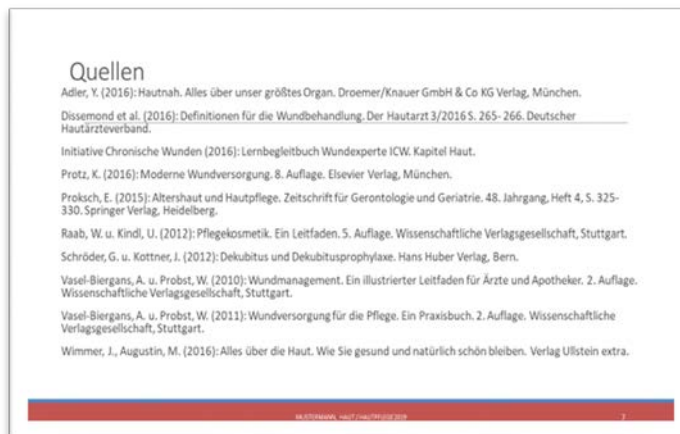 Quellen
Adler, Y. (2016): Hautnah. Alles über unser größtes Organ. Droemer/Knauer GmbH & Co KG Verlag, München.
Dissemond et al. (2016): Definitionen für die Wundbehandlung. Der Hautarzt 3/2016 S. 265- 266. Deutscher
Hautärzteverband.
Initiative Chronische Wunden (2016): Lernbegleitbuch Wundexperte ICW. Kapitel Haut.
Protz, K. (2016): Moderne Wundversorgung. 8. Auflage. Elsevier Verlag, München.
Proksch, E. (2015): Altershaut und Hautpflege. Zeitschrift für Gerontologie und Geriatrie. 48. Jahrgang, Heft 4, S. 325-
330. Springer Verlag, Heidelberg.
Raab, W. u. Kindl, U. (2012): Pflegekosmetik. Ein Leitfaden. 5. Auflage. Wissenschaftliche Verlagsgesellschaft, Stuttgart.
Schröder, G. u. Kottner, J. (2012): Dekubitus und Dekubitusprophylaxe. Hans Huber Verlag, Bern.
Vasel-Biergans, A. u. Probst, W. (2010): Wundmanagement. Ein illustrierter Leitfaden für Ärzte und Apotheker. 2. Auflage.
Wissenschaftliche Verlagsgesellschaft, Stuttgart.
Vasel-Biergans, A. u. Probst, W. (2011): Wundversorgung für die Pflege. Ein Praxisbuch. 2. Auflage. Wissenschaftliche
Verlagsgesellschaft, Stuttgart.
Wimmer, J., Augustin, M. (2016): Alles über die Haut. Wie Sie gesund und natürlich schön bleiben. Verlag Ullstein extra.
MUSTERMANN, HAUT / HAUTPFLEGE 2019